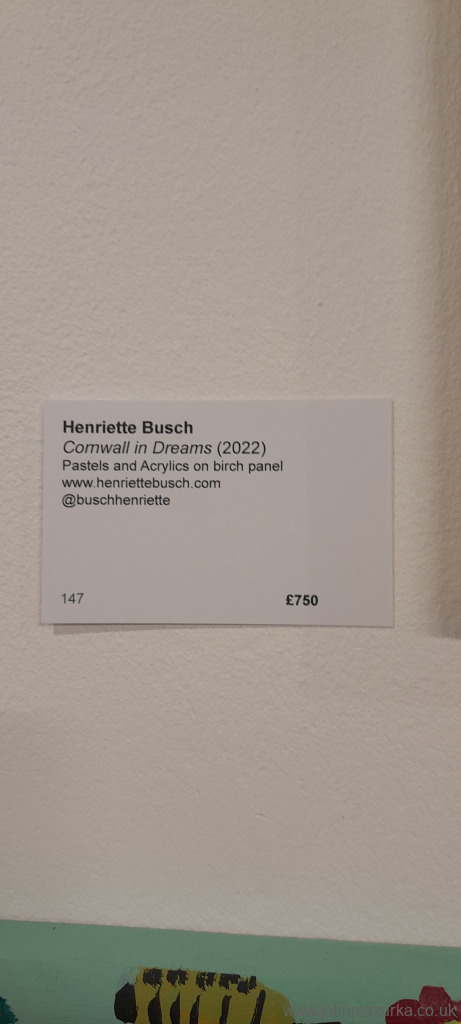 Henriette Busch
Cornwall in Dreams (2022)
Pastels and Acrylics on birch panel
www.henriettebusch.com
@buschhenriette
147 £750